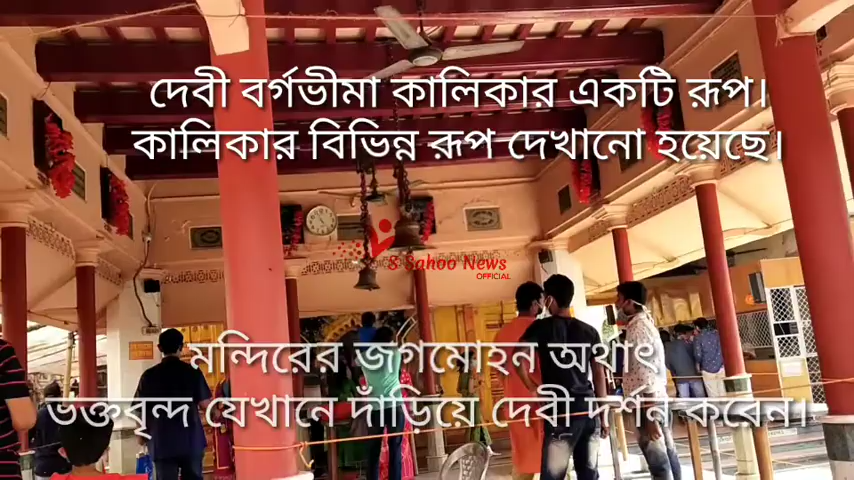 দেবী বর্গভীমা কালিকার একটি রূপ।
কালিকার বিভিন্ন রূপ দেখানো হয়েছে।
S Sahoo News
OFFICIAL
মন্দিরের জগমোহন অর্থাৎ
ভক্তবৃন্দ যেখানে দাঁড়িয়ে দেবী দর্শন করেন।